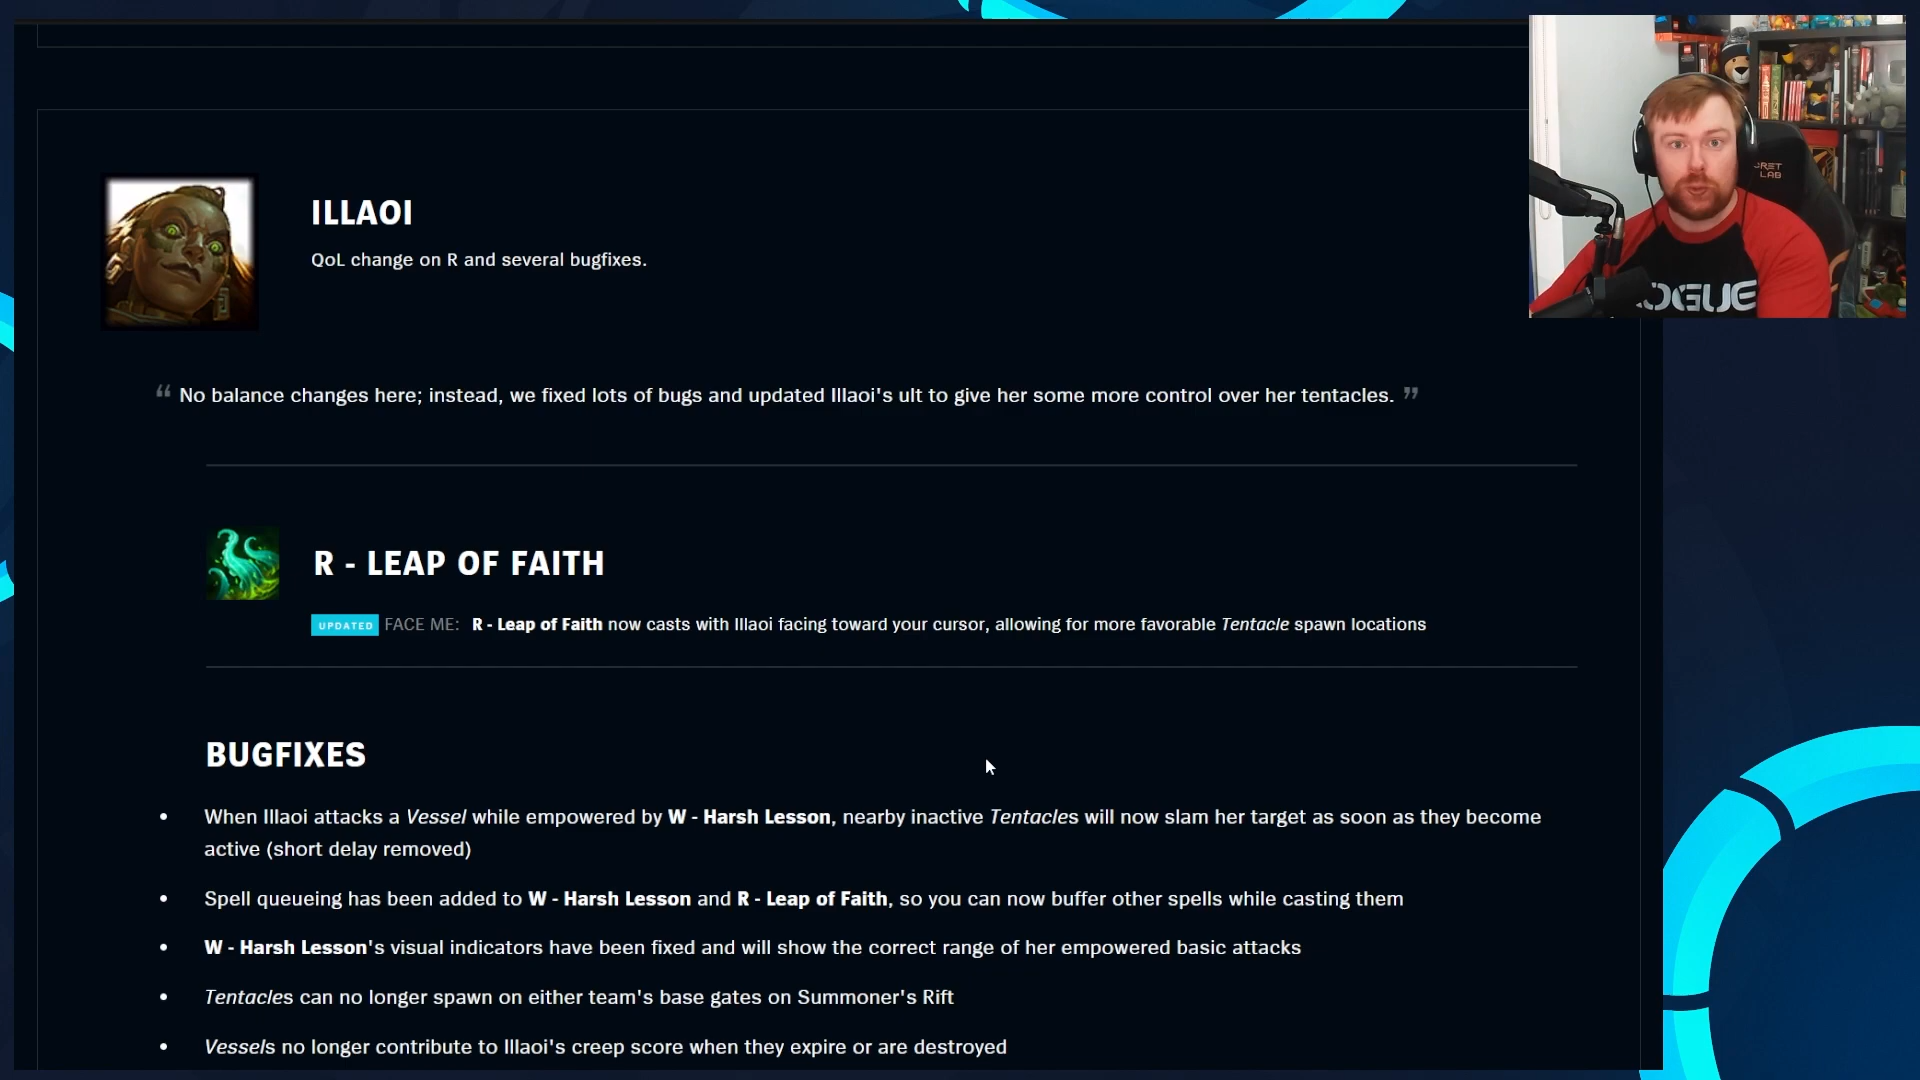 ILLAOI
QoL change on R and several bugfixes.
“ No balance changes here; instead, we fixed lots of bugs and updated Illaoi's ult to give her some more control over her tentacles. ”
R - LEAP OF FAITH
UPDATED FACE ME: R - Leap of Faith now casts with Illaoi facing toward your cursor, allowing for more favorable Tentacle spawn locations
BUGFIXES
• When Illaoi attacks a Vessel while empowered by W - Harsh Lesson, nearby inactive Tentacles will now slam her target as soon as they become
active (short delay removed)
• Spell queueing has been added to W - Harsh Lesson and R - Leap of Faith, so you can now buffer other spells while casting them
• W - Harsh Lesson's visual indicators have been fixed and will show the correct range of her empowered basic attacks
• Tentacles can no longer spawn on either team's base gates on Summoner's Rift
• Vessels no longer contribute to Illaoi's creep score when they expire or are destroyed
RET
LAB
OGUE